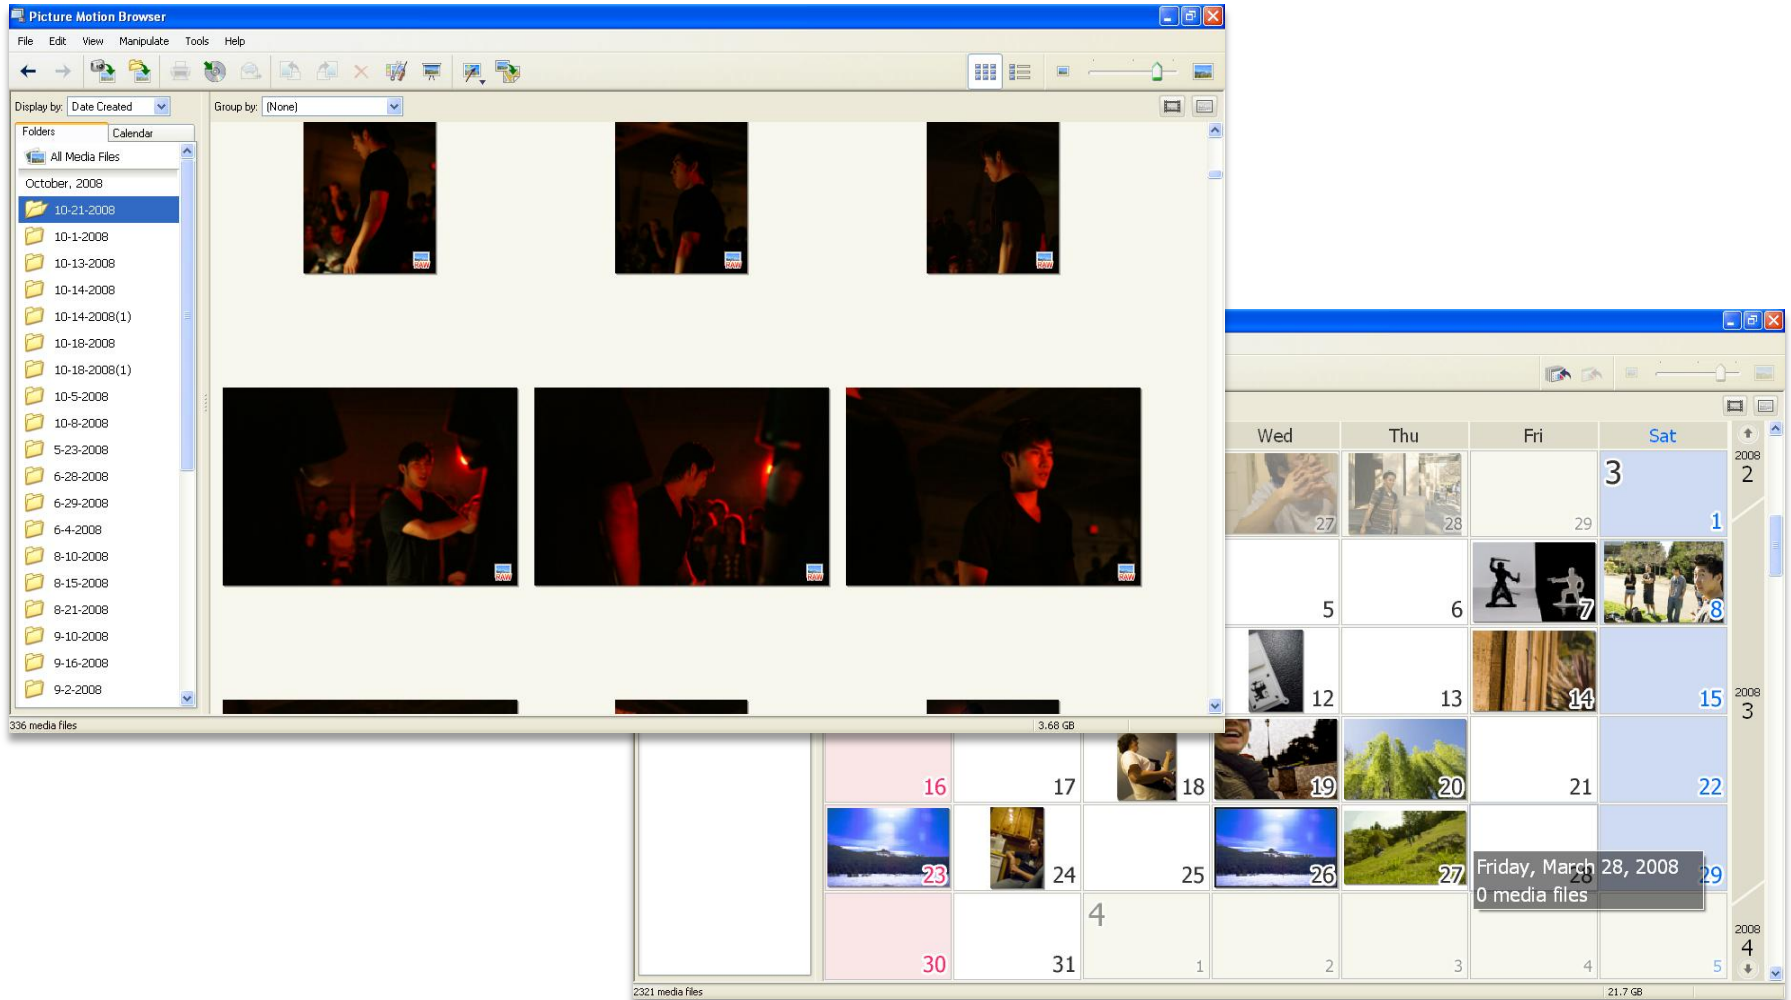 Picture Motion Browser
File Edit View Manipulate Tools Help
Display by: Date Created
Group by: (None)
Folders Calendar
All Media Files
October, 2008
10-21-2008
10-1-2008
10-13-2008
10-14-2008
10-14-2008(1)
10-18-2008
10-18-2008(1)
10-5-2008
10-8-2008
5-23-2008
6-28-2008
6-29-2008
6-4-2008
8-10-2008
8-15-2008
8-21-2008
9-10-2008
9-16-2008
9-2-2008
RAW RAW RAW
RAW RAW RAW
336 media files 3.68 GB
Wed Thu Fri Sat
3
27 28 29 1
5 6 7 8
12 13 14 15
16 17 18 19 20 21 22
23 24 25 26 27 28 29
Friday, March 28, 2008
0 media files
4
30 31 1 2 3 4 5
2008
2
2008
3
2008
4
2321 media files 21.7 GB